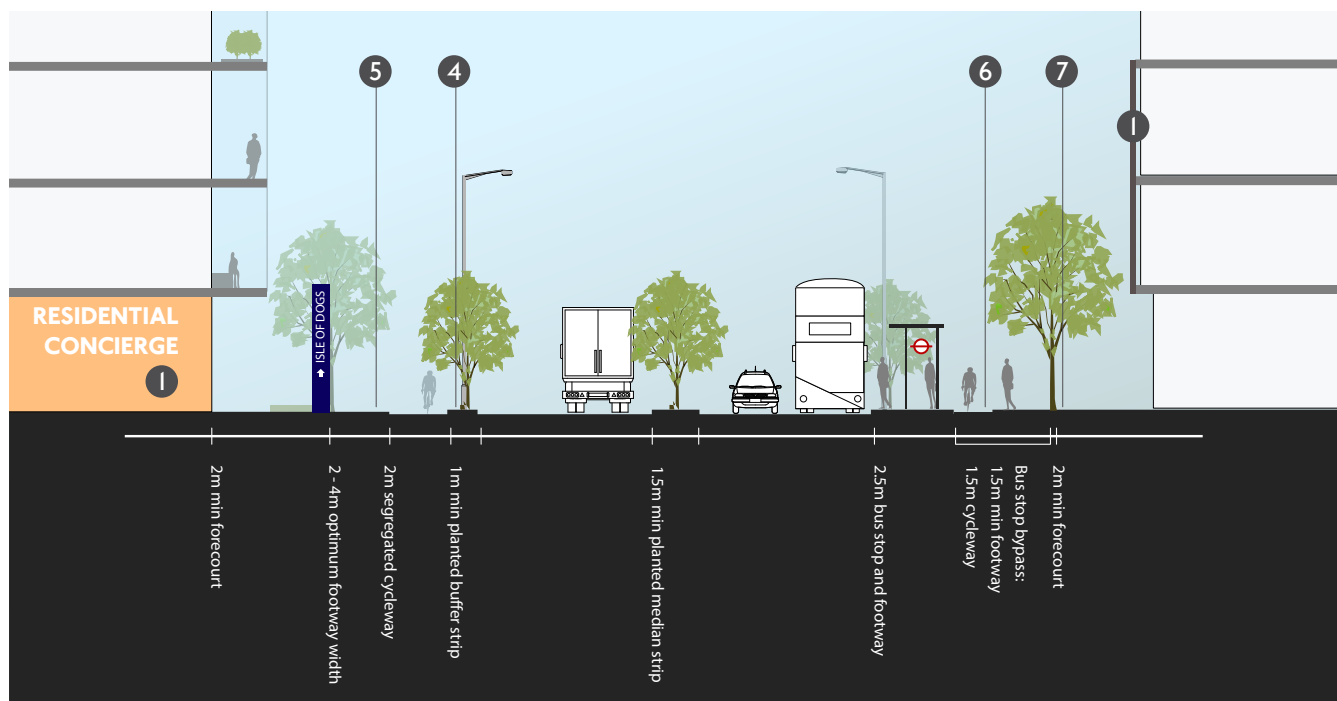 5
4
6
7
1
RESIDENTIAL
CONCIERGE
1
← ISLE OF DOGS
2m min forecourt
2 - 4m optimum footway width
2m segregated cycleway
1m min planted buffer strip
1.5m min planted median strip
2.5m bus stop and footway
Bus stop bypass:
1.5m min footway
1.5m cycleway
2m min forecourt